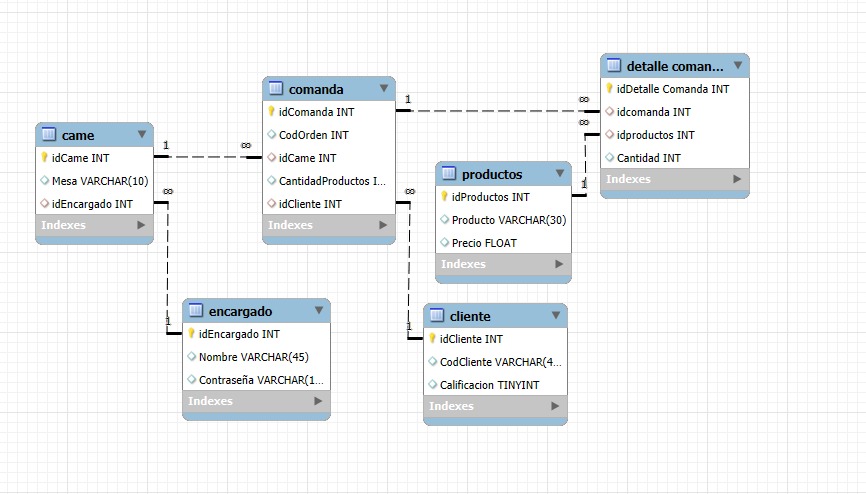 came
idCame INT
Mesa VARCHAR(10)
idEncargado INT
Indexes
1
∞
∞
1
comanda
idComanda INT
CodOrden INT
idCame INT
CantidadProductos I...
idCliente INT
Indexes
1
∞
∞
1
detalle coman...
idDetalle Comanda INT
idcomanda INT
idproductos INT
Cantidad INT
Indexes
∞
1
productos
idProductos INT
Producto VARCHAR(30)
Precio FLOAT
Indexes
encargado
idEncargado INT
Nombre VARCHAR(45)
Contraseña VARCHAR(1...
Indexes
cliente
idCliente INT
CodCliente VARCHAR(4...
Calificacion TINYINT
Indexes